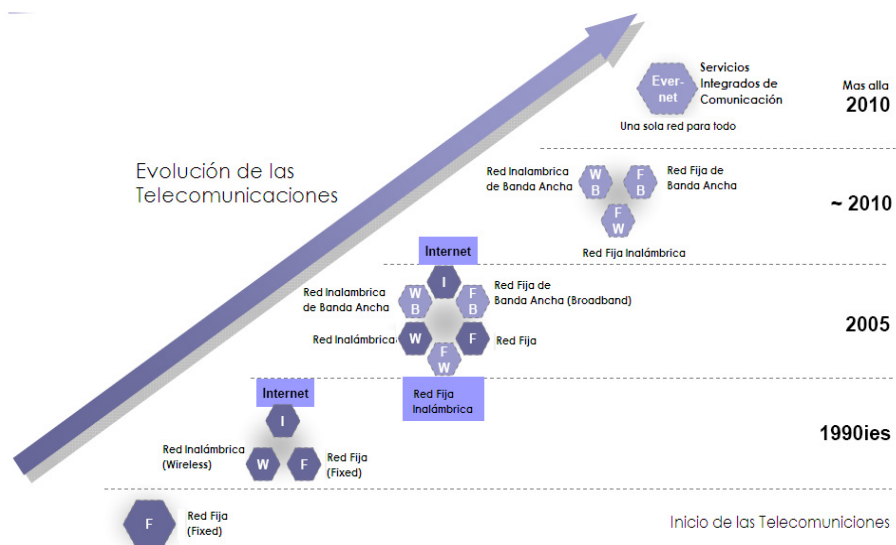 Ever-
net
Servicios
Integrados de
Comunicación
Mas alla
2010
Una sola red para todo
Evolución de las
Telecomunicaciones
Red Inalambrica
de Banda Ancha
W
B
F
B
Red Fija de
Banda Ancha
~ 2010
F
W
Red Fija Inalámbrica
Internet
I
Red Inalambrica
de Banda Ancha
W
B
F
B
Red Fija de
Banda Ancha (Broadband)
2005
Red Inalámbrica
W
F
Red Fija
F
W
Internet
Red Fija
Inalámbrica
I
1990ies
Red Inalámbrica
(Wireless)
W
F
Red Fija
(Fixed)
F
Red Fija
(Fixed)
Inicio de las Telecomuniciones